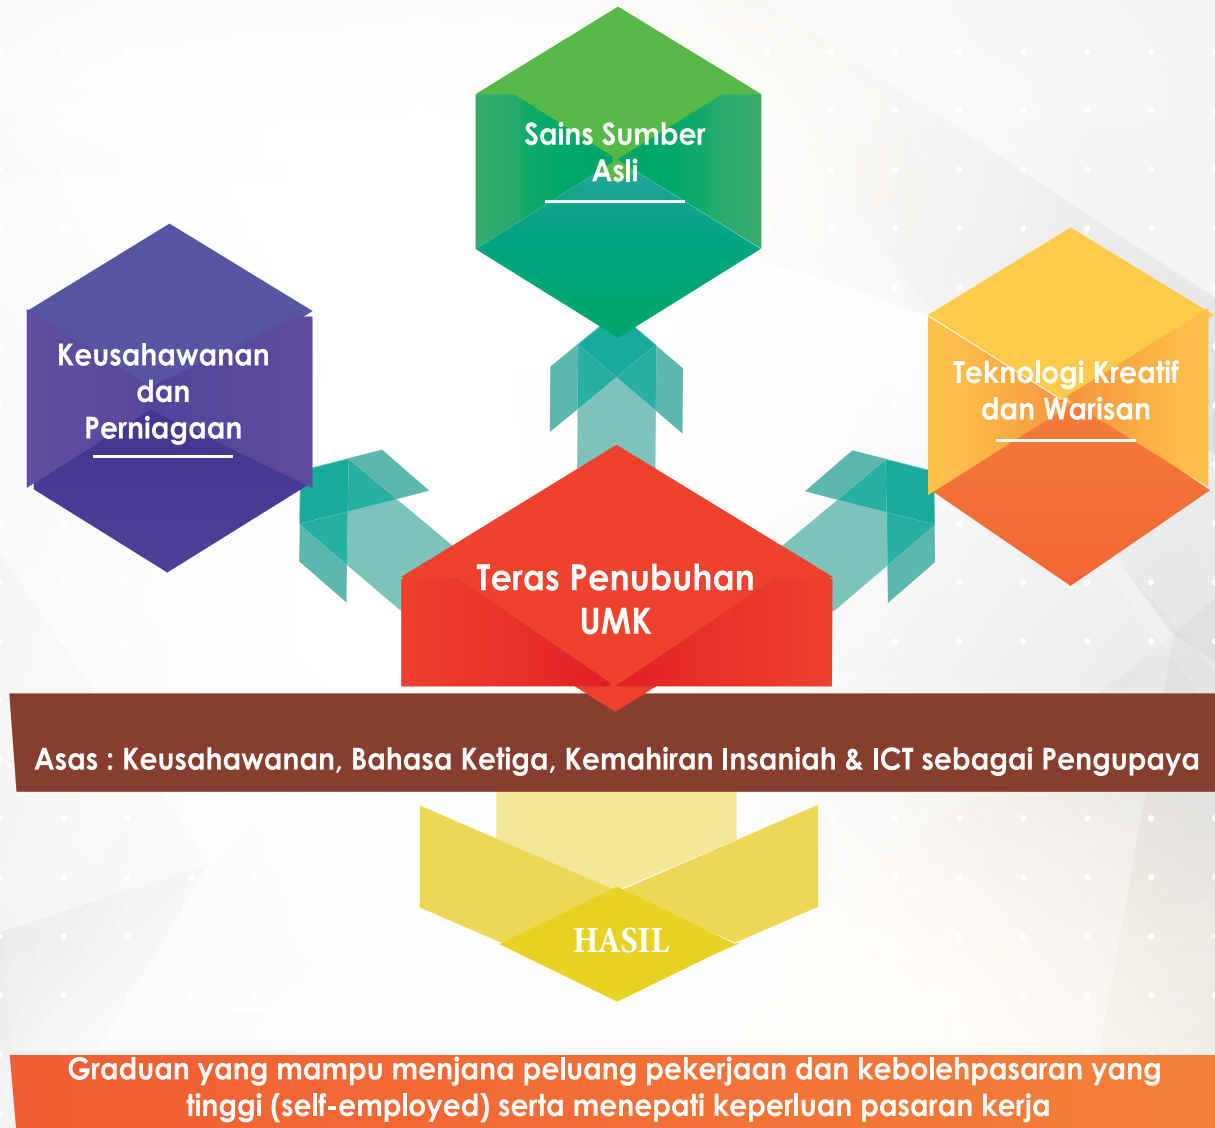 Sains Sumber
Asli
Keusahawanan
dan
Perniagaan
Teknologi Kreatif
dan Warisan
Teras Penubuhan
UMK
Asas : Keusahawanan, Bahasa Ketiga, Kemahiran Insaniah & ICT sebagai Pengupaya
HASIL
Graduan yang mampu menjana peluang pekerjaan dan kebolehpasaran yang
tinggi (self-employed) serta menepati keperluan pasaran kerja